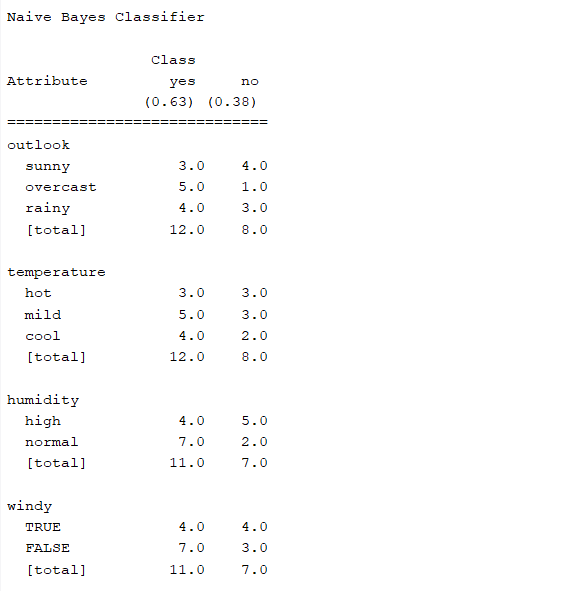 Naive Bayes Classifier
Class
Attribute yes no
(0.63) (0.38)
=============================
outlook
sunny 3.0 4.0
overcast 5.0 1.0
rainy 4.0 3.0
[total] 12.0 8.0
temperature
hot 3.0 3.0
mild 5.0 3.0
cool 4.0 2.0
[total] 12.0 8.0
humidity
high 4.0 5.0
normal 7.0 2.0
[total] 11.0 7.0
windy
TRUE 4.0 4.0
FALSE 7.0 3.0
[total] 11.0 7.0